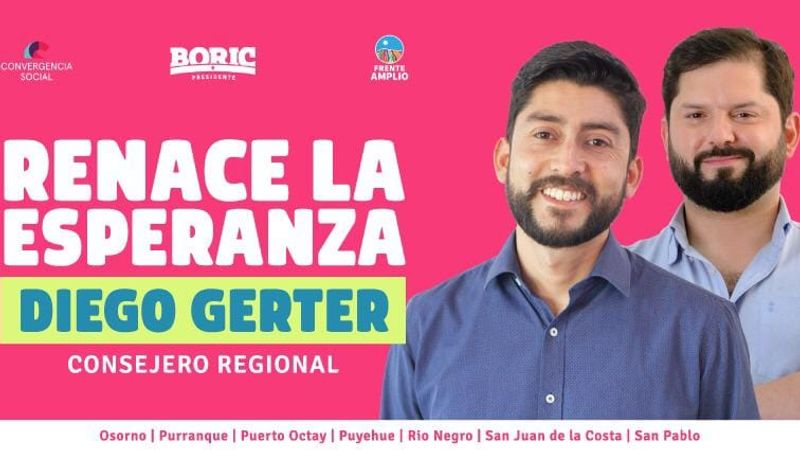 CONVERGENCIA
SOCIAL
BORIC
PRESIDENTE
FRENTE
AMPLIO
RENACE LA
ESPERANZA
DIEGO GERTER
CONSEJERO REGIONAL
Osorno | Purranque | Puerto Octay | Puyehue | Río Negro | San Juan de la Costa | San Pablo